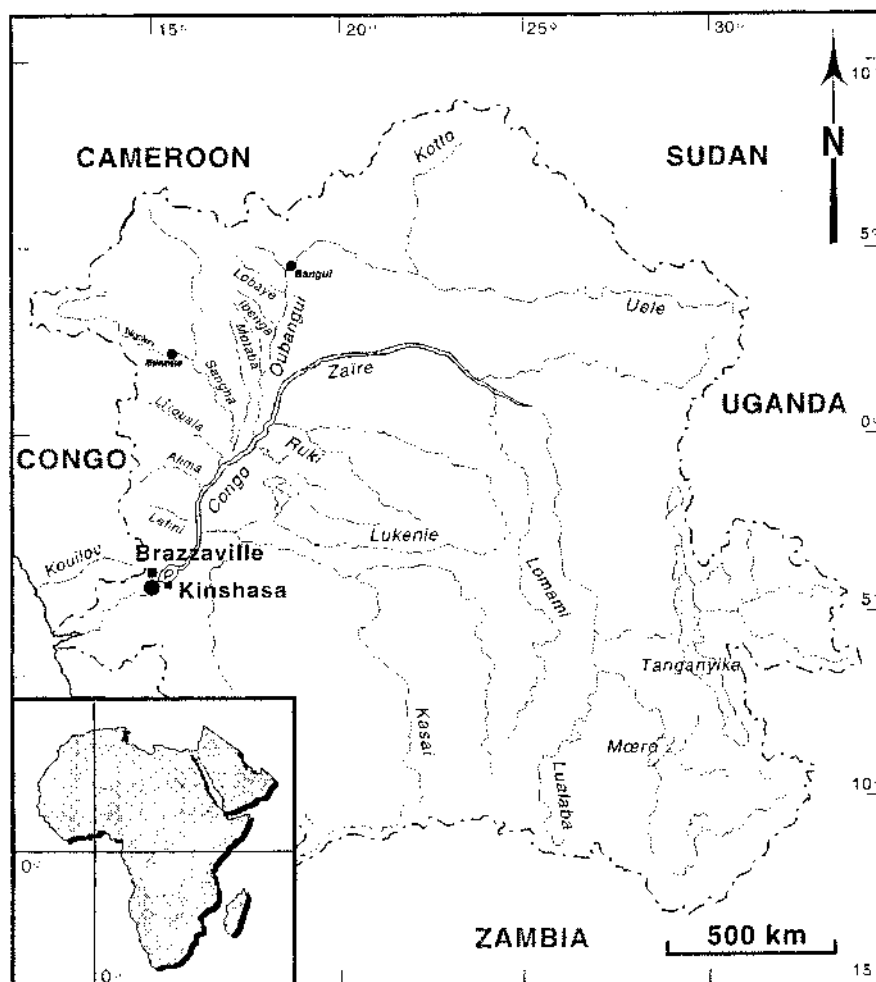 15°
20°
25°
30°
10°
N
CAMEROON
SUDAN
Kotto
5°
Bangui
Lobaye
Ibenga
Motaba
Oubangui
Uele
Sangha
Zaïre
UGANDA
0°
CONGO
Alima
Ruki
Congo
Lefini
Lukenie
Kouilou
Brazzaville
Kinshasa
Lomami
5°
Tanganyika
Kasai
Mœro
Lualaba
10°
0°
ZAMBIA
500 km
0°
15